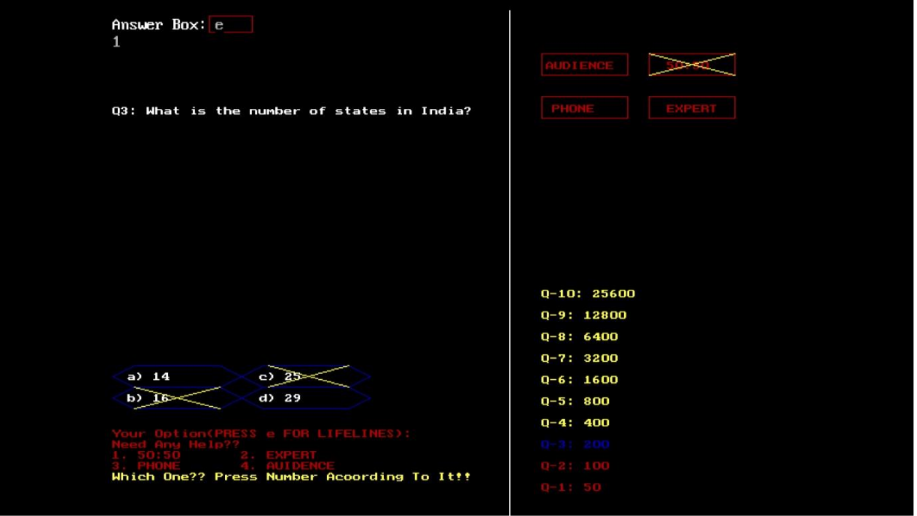 Answer Box: e
1
Q3: What is the number of states in India?
a) 14
c) 25
b) 16
d) 29
Your Option(PRESS e FOR LIFELINES):
Need Any Help??
1. 50:50 2. EXPERT
3. PHONE 4. AUIDENCE
Which One?? Press Number Acoording To It!!
AUDIENCE
50:50
PHONE
EXPERT
Q-10: 25600
Q-9: 12800
Q-8: 6400
Q-7: 3200
Q-6: 1600
Q-5: 800
Q-4: 400
Q-3: 200
Q-2: 100
Q-1: 50